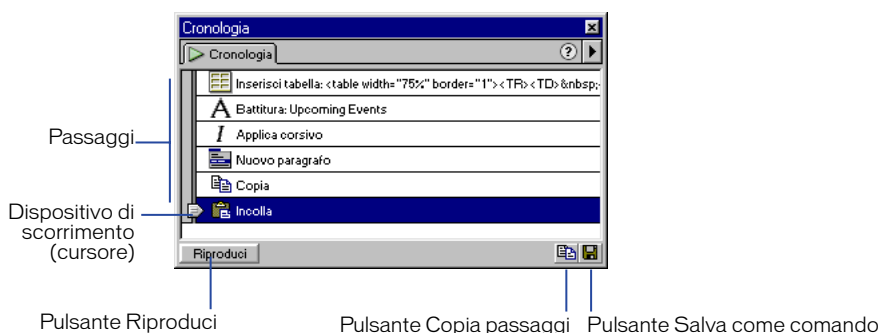 Cronologia
Cronologia
?
Inserisci tabella: <table width="75%" border="1"><TR><TD>&nbsp;
A Battitura: Upcoming Events
I Applica corsivo
Nuovo paragrafo
Copia
Incolla
Riproduci
Passaggi
Dispositivo di
scorrimento
(cursore)
Pulsante Riproduci
Pulsante Copia passaggi
Pulsante Salva come comando